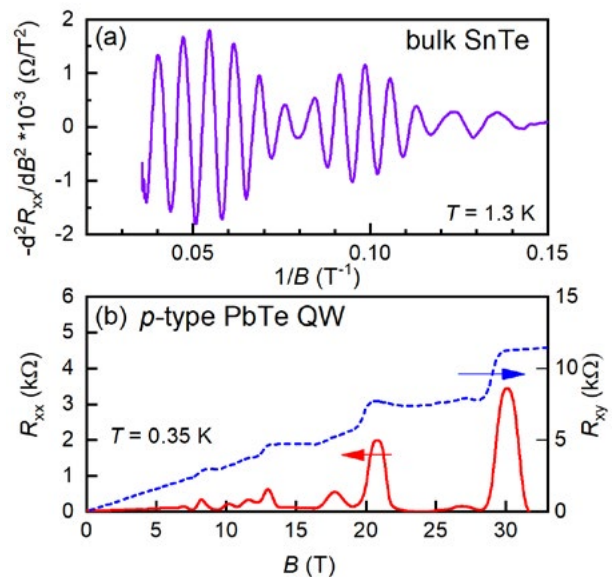 (a) bulk SnTe
-d²Rxx/dB² *10⁻³ (Ω/T²)
2
1
0
-1
-2
T = 1.3 K
0.05 0.10 0.15
1/B (T⁻¹)
(b) p-type PbTe QW
Rxx (kΩ)
6
5
4
3
2
1
0
T = 0.35 K
15
10
5
0
Rxy (kΩ)
0 5 10 15 20 25 30
B (T)